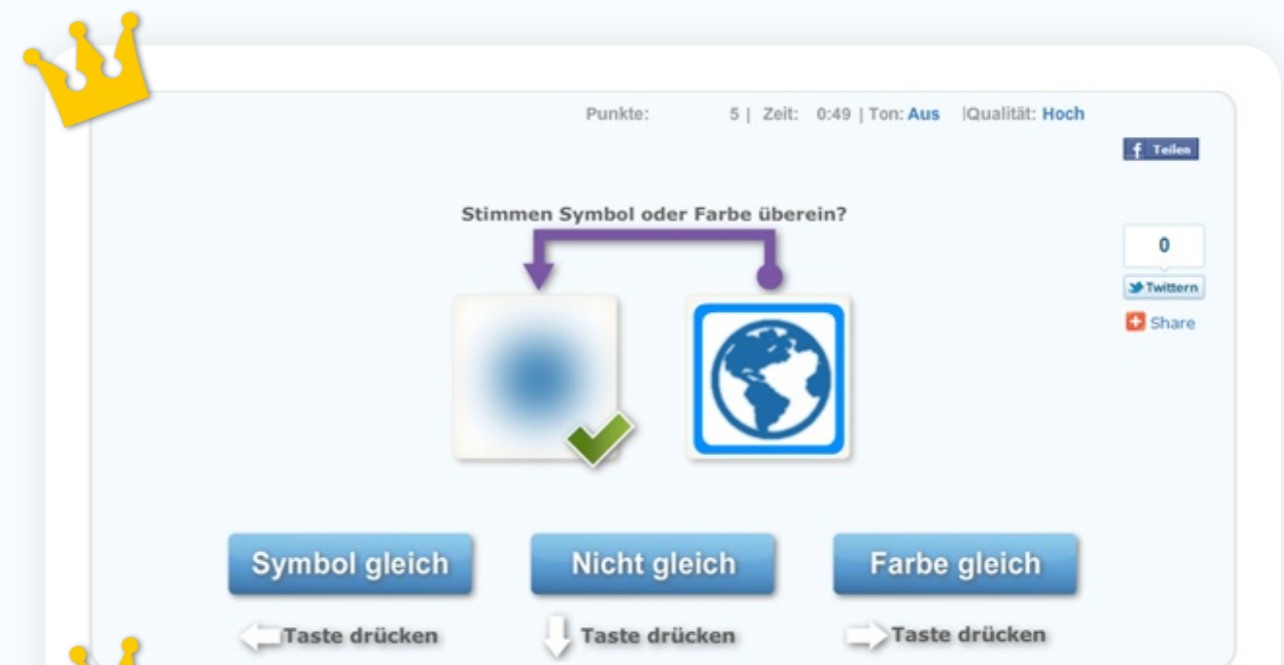 Punkte: 5 | Zeit: 0:49 | Ton: Aus |Qualität: Hoch
f Teilen
Stimmen Symbol oder Farbe überein?
0
Twittern
Share
Symbol gleich Nicht gleich Farbe gleich
Taste drücken Taste drücken Taste drücken